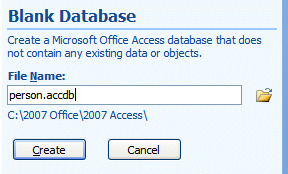 Blank Database
Create a Microsoft Office Access database that does
not contain any existing data or objects.
File Name:
person.accdb
C:\2007 Office\2007 Access\
Create
Cancel